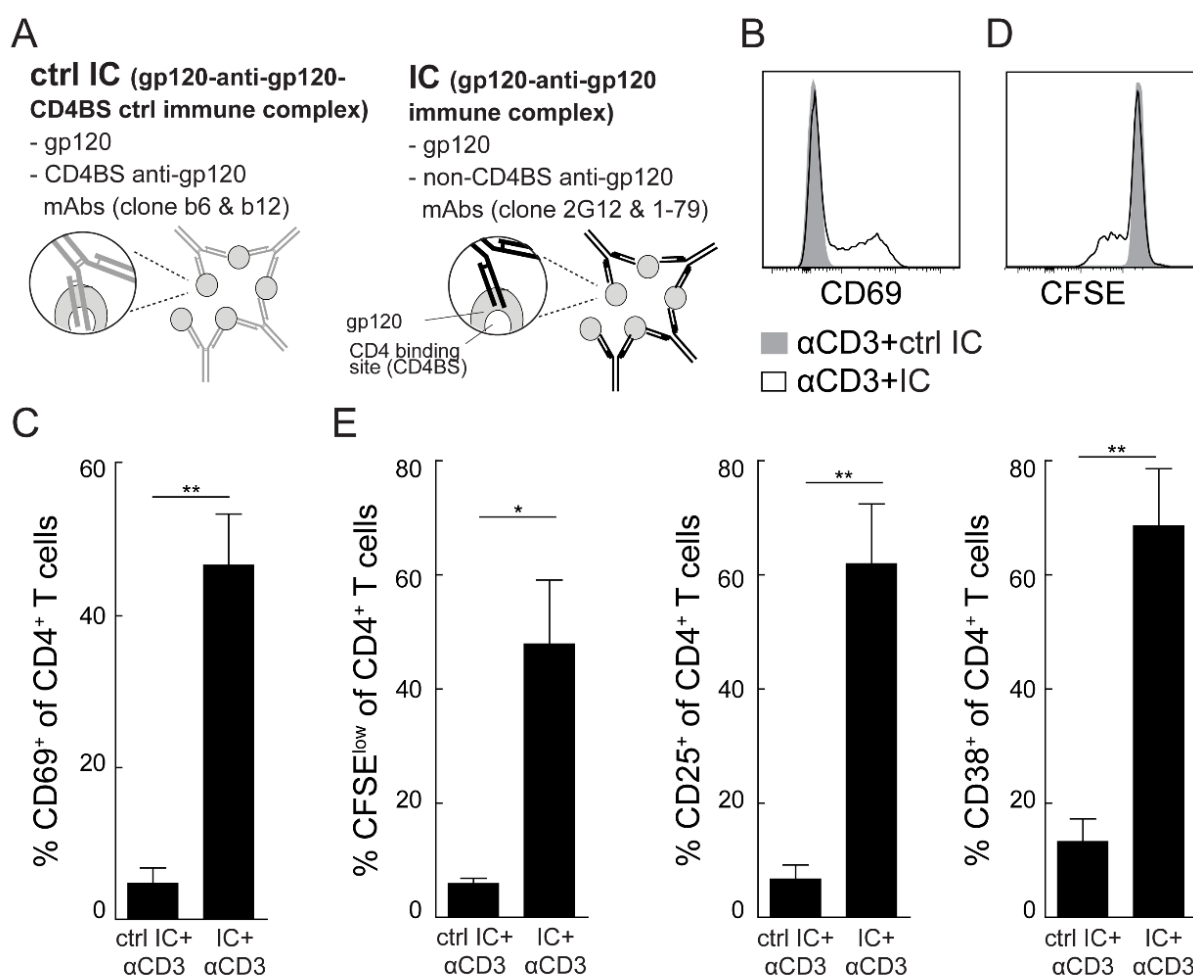 A
ctrl IC (gp120-anti-gp120-
CD4BS ctrl immune complex)
- gp120
- CD4BS anti-gp120
mAbs (clone b6 & b12)
IC (gp120-anti-gp120
immune complex)
- gp120
- non-CD4BS anti-gp120
mAbs (clone 2G12 & 1-79)
gp120
CD4 binding
site (CD4BS)
B
CD69
D
CFSE
αCD3+ctrl IC
αCD3+IC
C
% CD69⁺ of CD4⁺ T cells
60
40
20
0
**
ctrl IC+
αCD3
IC+
αCD3
E
% CFSE^low of CD4⁺ T cells
80
60
40
20
0
*
ctrl IC+
αCD3
IC+
αCD3
% CD25⁺ of CD4⁺ T cells
80
60
40
20
0
**
ctrl IC+
αCD3
IC+
αCD3
% CD38⁺ of CD4⁺ T cells
80
60
40
20
0
**
ctrl IC+
αCD3
IC+
αCD3